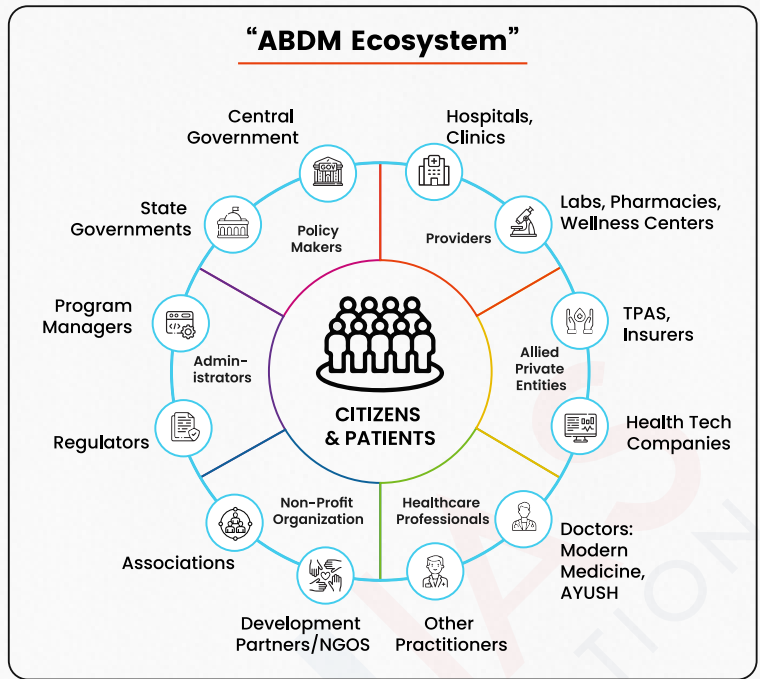 “ABDM Ecosystem”
Central
Government
Hospitals,
Clinics
GOV
State
Governments
Policy
Makers
Providers
Labs, Pharmacies,
Wellness Centers
Program
Managers
Admin-
istrators
Allied
Private
Entities
TPAS,
Insurers
CITIZENS
& PATIENTS
Regulators
Health Tech
Companies
Non-Profit
Organization
Healthcare
Professionals
Associations
Doctors:
Modern
Medicine,
AYUSH
Development
Partners/NGOS
Other
Practitioners